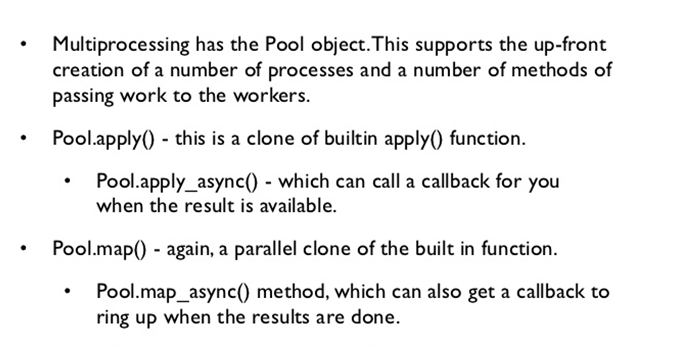 • Multiprocessing has the Pool object.This supports the up-front
creation of a number of processes and a number of methods of
passing work to the workers.
• Pool.apply() - this is a clone of builtin apply() function.
• Pool.apply_async() - which can call a callback for you
when the result is available.
• Pool.map() - again, a parallel clone of the built in function.
• Pool.map_async() method, which can also get a callback to
ring up when the results are done.